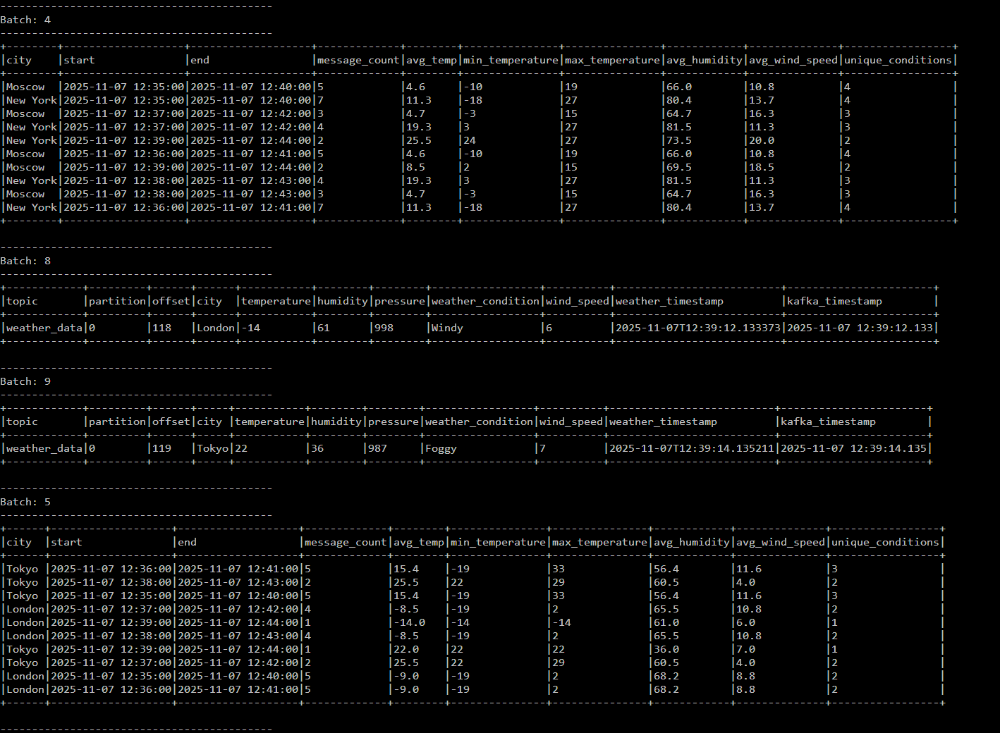 -------------------------------------------
Batch: 4
-------------------------------------------
+--------+-------------------+-------------------+-------------+--------+---------------+---------------+------------+--------------+-----------------+
|city    |start              |end                |message_count|avg_temp|min_temperature|max_temperature|avg_humidity|avg_wind_speed|unique_conditions|
+--------+-------------------+-------------------+-------------+--------+---------------+---------------+------------+--------------+-----------------+
|Moscow  |2025-11-07 12:35:00|2025-11-07 12:40:00|5            |4.6     |-10            |19             |66.0        |10.8          |4                |
|New York|2025-11-07 12:35:00|2025-11-07 12:40:00|7            |11.3    |-18            |27             |80.4        |13.7          |4                |
|Moscow  |2025-11-07 12:37:00|2025-11-07 12:42:00|3            |4.7     |-3             |15             |64.7        |16.3          |3                |
|New York|2025-11-07 12:37:00|2025-11-07 12:42:00|4            |19.3    |3              |27             |81.5        |11.3          |3                |
|New York|2025-11-07 12:39:00|2025-11-07 12:44:00|2            |25.5    |24             |27             |73.5        |20.0          |2                |
|Moscow  |2025-11-07 12:36:00|2025-11-07 12:41:00|5            |4.6     |-10            |19             |66.0        |10.8          |4                |
|Moscow  |2025-11-07 12:39:00|2025-11-07 12:44:00|2            |8.5     |2              |15             |69.5        |18.5          |2                |
|New York|2025-11-07 12:38:00|2025-11-07 12:43:00|4            |19.3    |3              |27             |81.5        |11.3          |3                |
|Moscow  |2025-11-07 12:38:00|2025-11-07 12:43:00|3            |4.7     |-3             |15             |64.7        |16.3          |3                |
|New York|2025-11-07 12:36:00|2025-11-07 12:41:00|7            |11.3    |-18            |27             |80.4        |13.7          |4                |
+--------+-------------------+-------------------+-------------+--------+---------------+---------------+------------+--------------+-----------------+
-------------------------------------------
Batch: 8
-------------------------------------------
+------------+---------+------+------+-----------+--------+--------+-----------------+----------+--------------------------+-----------------------+
|topic       |partition|offset|city  |temperature|humidity|pressure|weather_condition|wind_speed|weather_timestamp         |kafka_timestamp        |
+------------+---------+------+------+-----------+--------+--------+-----------------+----------+--------------------------+-----------------------+
|weather_data|0        |118   |London|-14        |61      |998     |Windy            |6         |2025-11-07T12:39:12.133373|2025-11-07 12:39:12.133|
+------------+---------+------+------+-----------+--------+--------+-----------------+----------+--------------------------+-----------------------+
-------------------------------------------
Batch: 9
-------------------------------------------
+------------+---------+------+-----+-----------+--------+--------+-----------------+----------+--------------------------+-----------------------+
|topic       |partition|offset|city |temperature|humidity|pressure|weather_condition|wind_speed|weather_timestamp         |kafka_timestamp        |
+------------+---------+------+-----+-----------+--------+--------+-----------------+----------+--------------------------+-----------------------+
|weather_data|0        |119   |Tokyo|22         |36      |987     |Foggy            |7         |2025-11-07T12:39:14.135211|2025-11-07 12:39:14.135|
+------------+---------+------+-----+-----------+--------+--------+-----------------+----------+--------------------------+-----------------------+
-------------------------------------------
Batch: 5
-------------------------------------------
+------+-------------------+-------------------+-------------+--------+---------------+---------------+------------+--------------+-----------------+
|city  |start              |end                |message_count|avg_temp|min_temperature|max_temperature|avg_humidity|avg_wind_speed|unique_conditions|
+------+-------------------+-------------------+-------------+--------+---------------+---------------+------------+--------------+-----------------+
|Tokyo |2025-11-07 12:36:00|2025-11-07 12:41:00|5            |15.4    |-19            |33             |56.4        |11.6          |3                |
|Tokyo |2025-11-07 12:38:00|2025-11-07 12:43:00|2            |25.5    |22             |29             |60.5        |4.0           |2                |
|Tokyo |2025-11-07 12:35:00|2025-11-07 12:40:00|5            |15.4    |-19            |33             |56.4        |11.6          |3                |
|London|2025-11-07 12:37:00|2025-11-07 12:42:00|4            |-8.5    |-19            |2              |65.5        |10.8          |2                |
|London|2025-11-07 12:39:00|2025-11-07 12:44:00|1            |-14.0   |-14            |-14            |61.0        |6.0           |1                |
|London|2025-11-07 12:38:00|2025-11-07 12:43:00|4            |-8.5    |-19            |2              |65.5        |10.8          |2                |
|Tokyo |2025-11-07 12:39:00|2025-11-07 12:44:00|1            |22.0    |22             |22             |36.0        |7.0           |1                |
|Tokyo |2025-11-07 12:37:00|2025-11-07 12:42:00|2            |25.5    |22             |29             |60.5        |4.0           |2                |
|London|2025-11-07 12:35:00|2025-11-07 12:40:00|5            |-9.0    |-19            |2              |68.2        |8.8           |2                |
|London|2025-11-07 12:36:00|2025-11-07 12:41:00|5            |-9.0    |-19            |2              |68.2        |8.8           |2                |
+------+-------------------+-------------------+-------------+--------+---------------+---------------+------------+--------------+-----------------+
-------------------------------------------